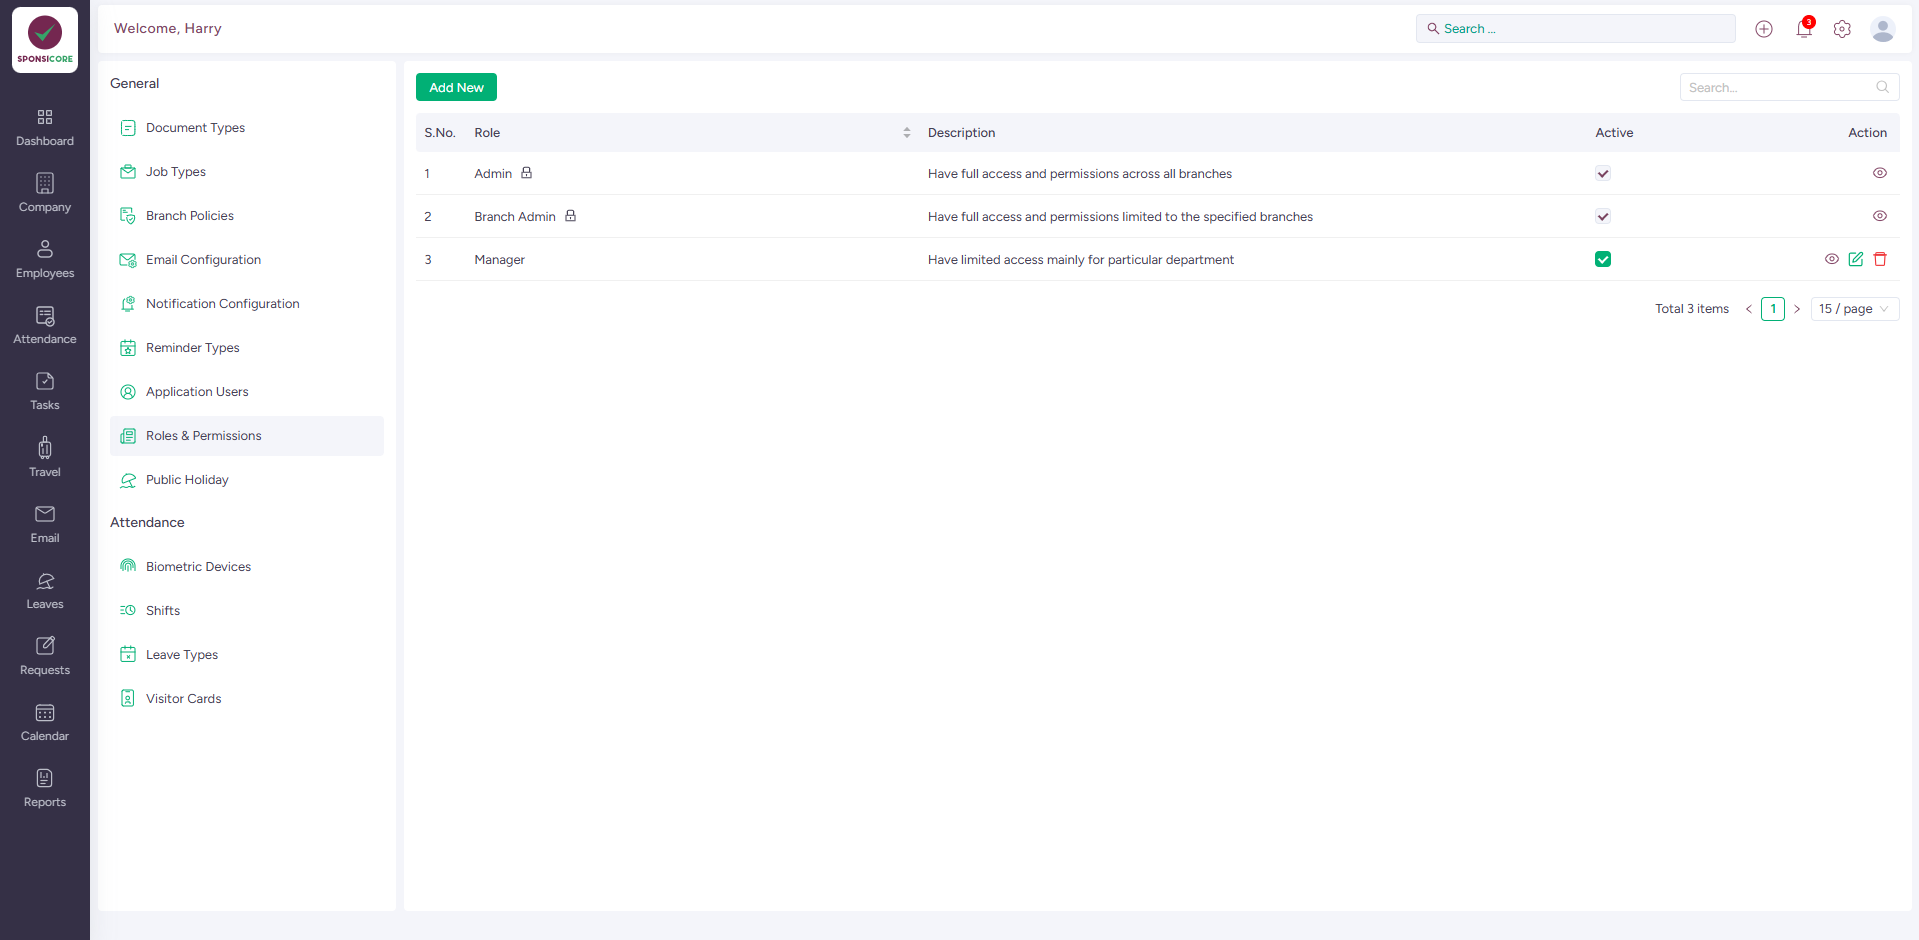 SPONSICORE
Dashboard
Company
Employees
Attendance
Tasks
Travel
Email
Leaves
Requests
Calendar
Reports
Welcome, Harry
Search ...
3
General
Document Types
Job Types
Branch Policies
Email Configuration
Notification Configuration
Reminder Types
Application Users
Roles & Permissions
Public Holiday
Attendance
Biometric Devices
Shifts
Leave Types
Visitor Cards
Add New
Search...
S.No. Role Description Active Action
1 Admin Have full access and permissions across all branches
2 Branch Admin Have full access and permissions limited to the specified branches
3 Manager Have limited access mainly for particular department
Total 3 items < 1 > 15 / page